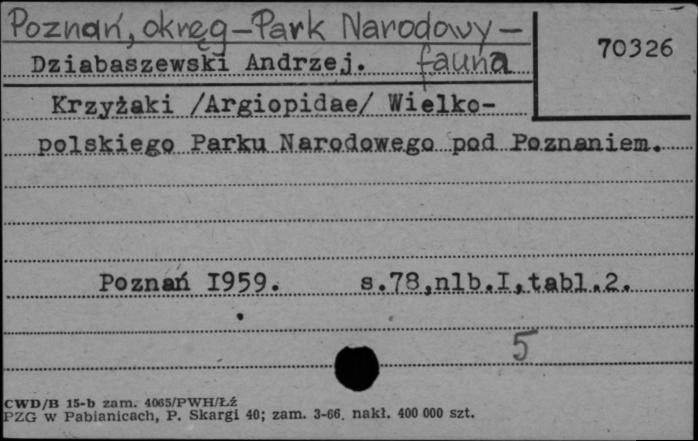 Poznań, okręg - Park Narodowy -
fauna
70326
Dziabaszewski Andrzej.
Krzyżaki /Argiopidae/ Wielko-
polskiego Parku Narodowego pod Poznaniem.
Poznań I959. s.78,nlb.I,tabl.2.
5
CWD/B 15-b zam. 4065/PWH/Łź
PZG w Pabianicach, P. Skargi 40; zam. 3-66. nakł. 400 000 szt.